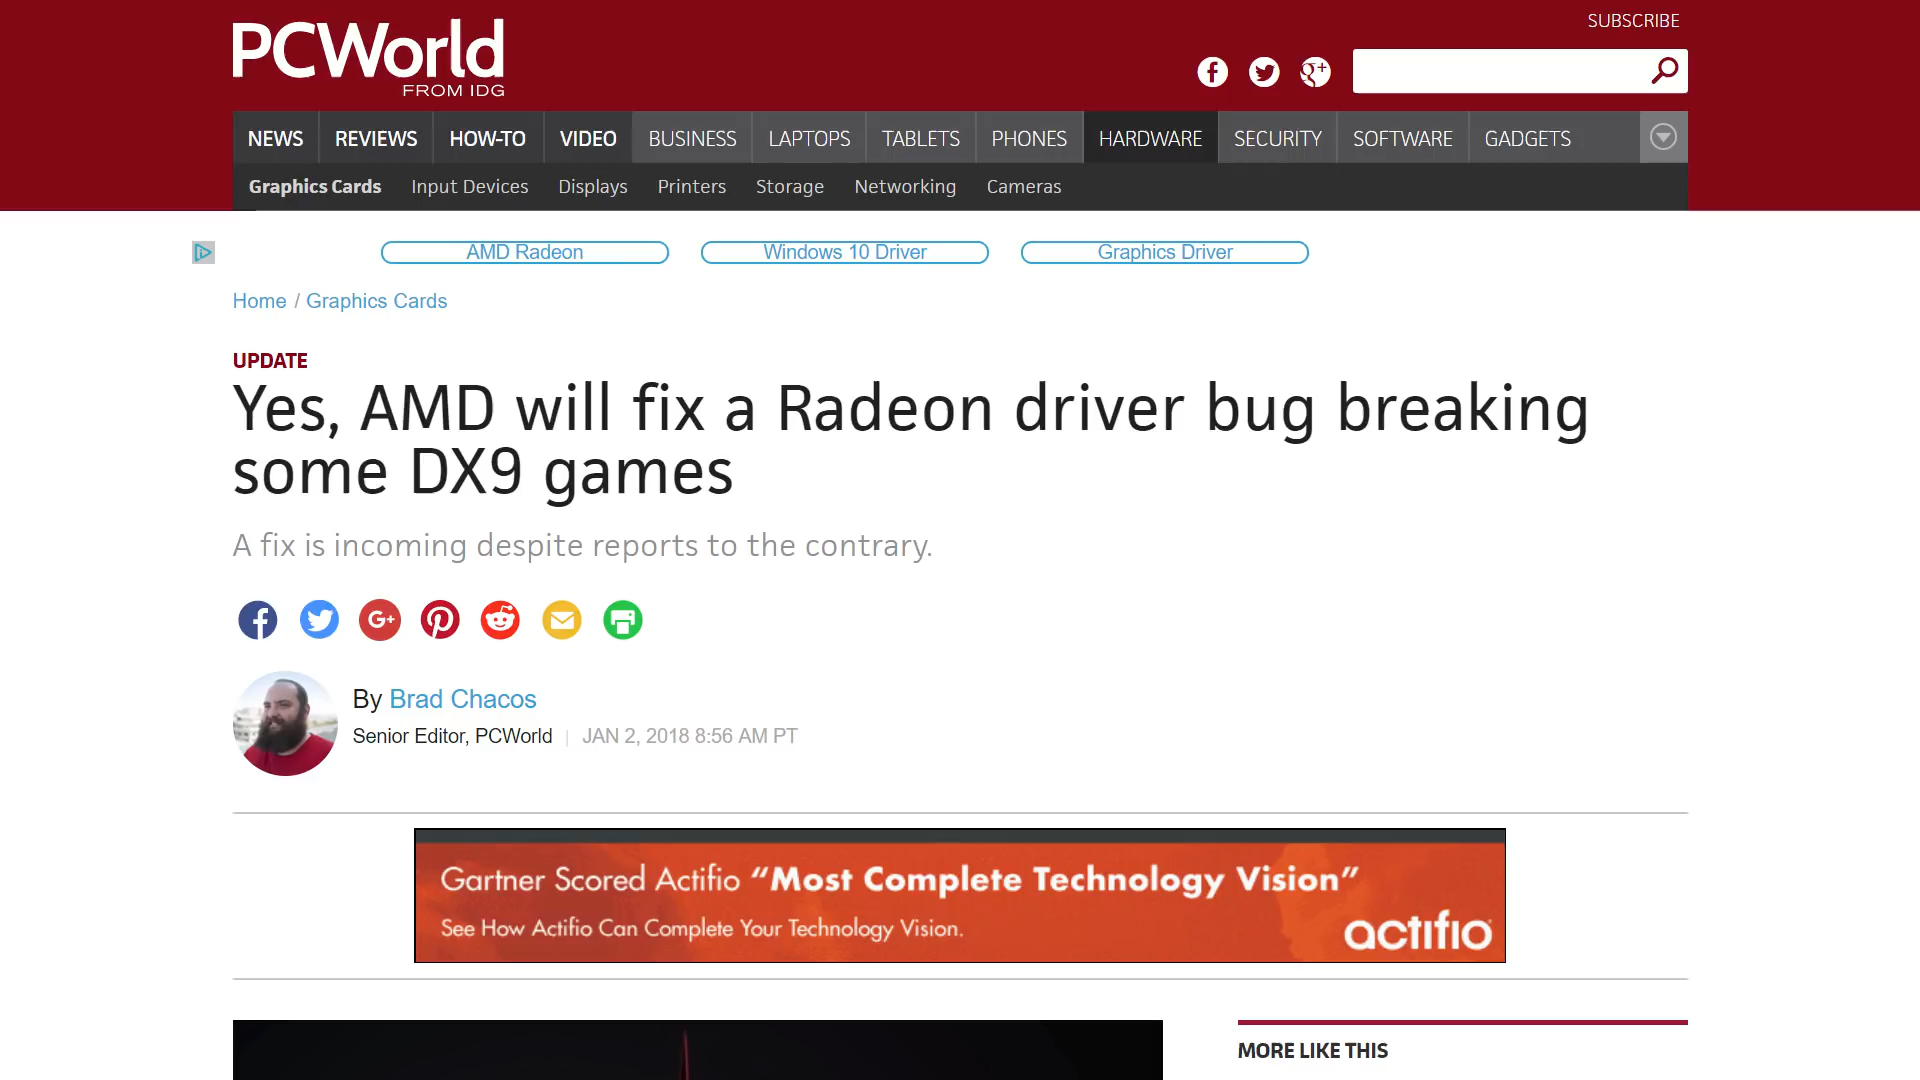 PCWorld
FROM IDG
SUBSCRIBE
NEWS REVIEWS HOW-TO VIDEO BUSINESS LAPTOPS TABLETS PHONES HARDWARE SECURITY SOFTWARE GADGETS
Graphics Cards Input Devices Displays Printers Storage Networking Cameras
AMD Radeon Windows 10 Driver Graphics Driver
Home / Graphics Cards
UPDATE
Yes, AMD will fix a Radeon driver bug breaking
some DX9 games
A fix is incoming despite reports to the contrary.
By Brad Chacos
Senior Editor, PCWorld | JAN 2, 2018 8:56 AM PT
Gartner Scored Actifio “Most Complete Technology Vision”
See How Actifio Can Complete Your Technology Vision.
actifio
MORE LIKE THIS